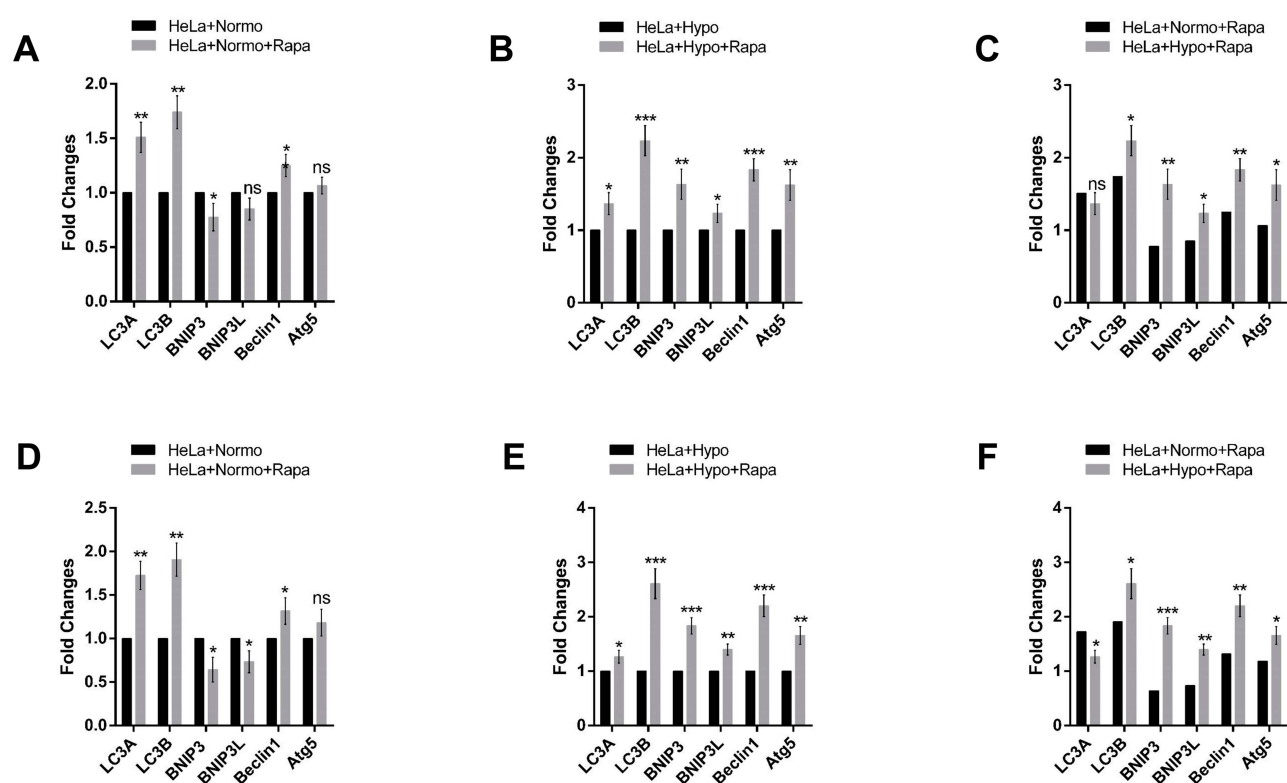 A
HeLa+Normo
HeLa+Normo+Rapa
Fold Changes
2.0
1.5
1.0
0.5
0.0
**
**
*
ns
*
*
ns
LC3A
LC3B
BNIP3
BNIP3L
Beclin1
Atg5
B
HeLa+Hypo
HeLa+Hypo+Rapa
Fold Changes
3
2
1
0
*
***
**
*
***
**
LC3A
LC3B
BNIP3
BNIP3L
Beclin1
Atg5
C
HeLa+Normo+Rapa
HeLa+Hypo+Rapa
Fold Changes
3
2
1
0
ns
*
**
*
**
*
LC3A
LC3B
BNIP3
BNIP3L
Beclin1
Atg5
D
HeLa+Normo
HeLa+Normo+Rapa
Fold Changes
2.5
2.0
1.5
1.0
0.5
0.0
**
**
*
*
*
ns
LC3A
LC3B
BNIP3
BNIP3L
Beclin1
Atg5
E
HeLa+Hypo
HeLa+Hypo+Rapa
Fold Changes
4
3
2
1
0
*
***
***
**
***
**
LC3A
LC3B
BNIP3
BNIP3L
Beclin1
Atg5
F
HeLa+Normo+Rapa
HeLa+Hypo+Rapa
Fold Changes
4
3
2
1
0
*
*
***
**
**
*
LC3A
LC3B
BNIP3
BNIP3L
Beclin1
Atg5